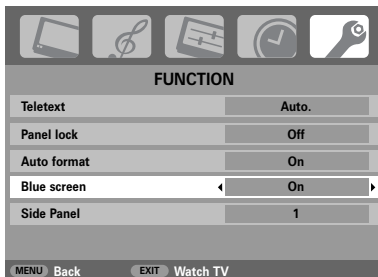 FUNCTION
Teletext Auto.
Panel lock Off
Auto format On
Blue screen On
Side Panel 1
MENU Back EXIT Watch TV